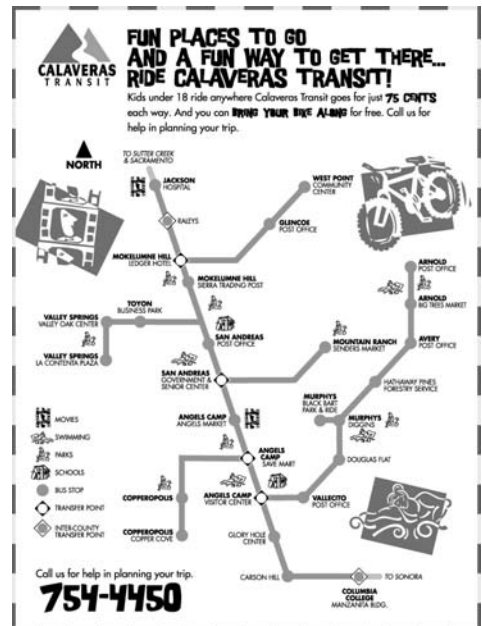 CALAVERAS
TRANSIT
FUN PLACES TO GO
AND A FUN WAY TO GET THERE...
RIDE CALAVERAS TRANSIT!
Kids under 18 ride anywhere Calaveras Transit goes for just 75 CENTS
each way. And you can BRING YOUR BIKE ALONG for free. Call us for
help in planning your trip.
NORTH
TO SUTTER CREEK
& SACRAMENTO
JACKSON
HOSPITAL
RALEYS
WEST POINT
COMMUNITY
CENTER
GLENCOE
POST OFFICE
MOKELUMNE HILL
LEDGER HOTEL
MOKELUMNE HILL
SIERRA TRADING POST
ARNOLD
POST OFFICE
ARNOLD
BIG TREES MARKET
TOYON
BUSINESS PARK
VALLEY SPRINGS
VALLEY OAK CENTER
VALLEY SPRINGS
LA CONTENTA PLAZA
SAN ANDREAS
POST OFFICE
MOUNTAIN RANCH
SENDERS MARKET
AVERY
POST OFFICE
SAN ANDREAS
GOVERNMENT &
SENIOR CENTER
HATHAWAY PINES
FORESTRY SERVICE
MURPHYS
BLACK BART
PARK & RIDE
MURPHYS
DIGGINS
ANGELS CAMP
ANGELS MARKET
ANGELS
CAMP
SAVE MART
DOUGLAS FLAT
COPPEROPOLIS
COPPEROPOLIS
COPPER COVE
ANGELS CAMP
VISITOR CENTER
VALLECITO
POST OFFICE
GLORY HOLE
CENTER
CARSON HILL
TO SONORA
COLUMBIA
COLLEGE
MANZANITA BLDG.
MOVIES
SWIMMING
PARKS
SCHOOLS
BUS STOP
TRANSFER POINT
INTER-COUNTY
TRANSFER POINT
Call us for help in planning your trip.
754-4450